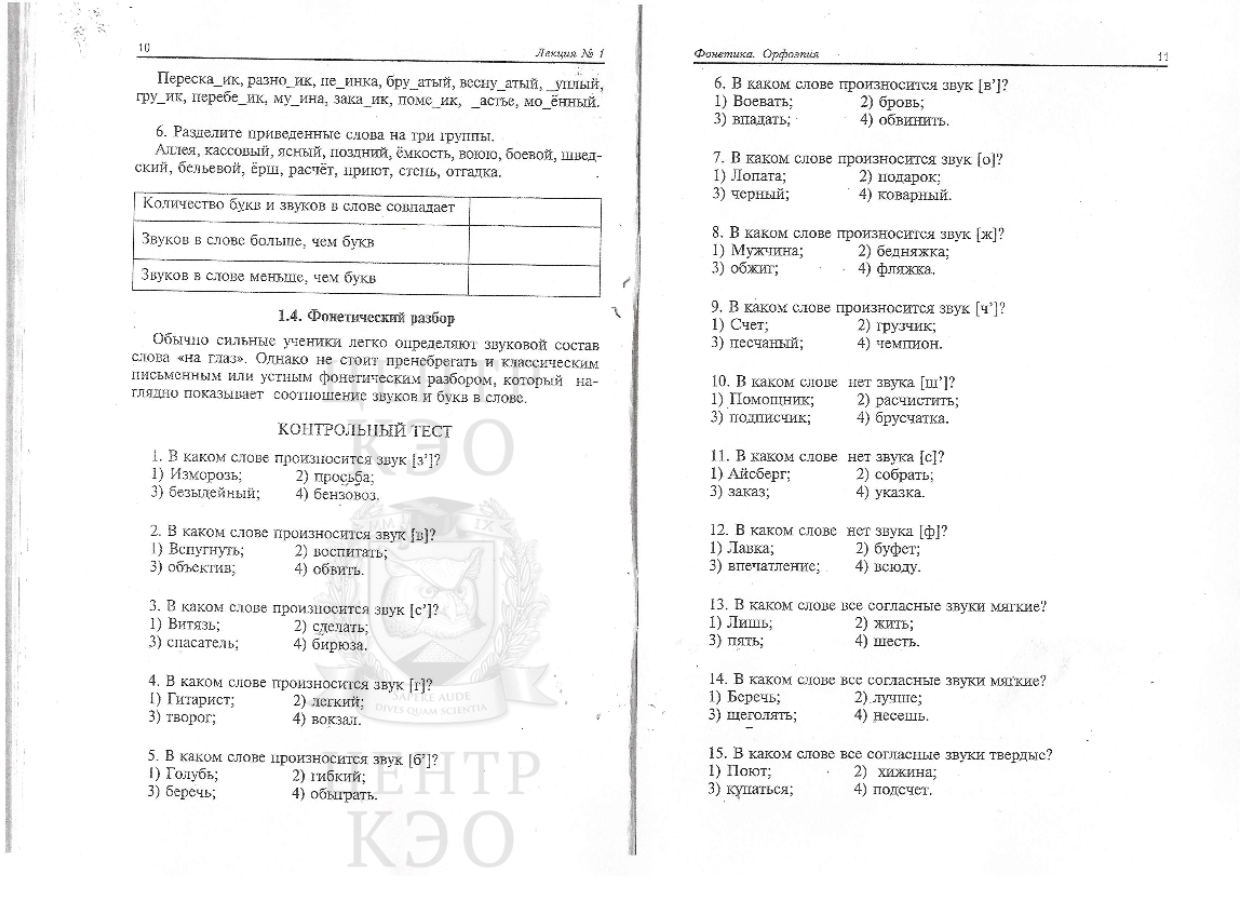 10
Лекция № 1
Переска_ик, разно_ик, пе_инка, бру_атый, весну_атый, _уплый,
гру_ик, перебе_ик, му_ина, зака_ик, поме_ик, _астье, мо_ённый.
6. Разделите приведенные слова на три группы.
Аллея, кассовый, ясный, поздний, ёмкость, воюю, боевой, швед-
ский, бельевой, ёрш, расчёт, приют, степь, отгадка.
Количество букв и звуков в слове совпадает
Звуков в слове больше, чем букв
Звуков в слове меньше, чем букв
1.4. Фонетический разбор
Обычно сильные ученики легко определяют звуковой состав
слова «на глаз». Однако не стоит пренебрегать и классическим
письменным или устным фонетическим разбором, который на-
глядно показывает соотношение звуков и букв в слове.
КОНТРОЛЬНЫЙ ТЕСТ
1. В каком слове произносится звук [з’]?
1) Изморозь; 2) просьба;
3) безыдейный; 4) бензовоз.
2. В каком слове произносится звук [в]?
1) Вспугнуть; 2) воспитать;
3) объектив; 4) обвить.
3. В каком слове произносится звук [с’]?
1) Витязь; 2) сделать;
3) спасатель; 4) бирюза.
4. В каком слове произносится звук [г]?
1) Гитарист; 2) легкий;
3) творог; 4) вокзал.
5. В каком слове произносится звук [б’]?
1) Голубь; 2) гибкий;
3) беречь; 4) обыграть.
Фонетика. Орфоэпия
11
6. В каком слове произносится звук [в’]?
1) Воевать; 2) бровь;
3) впадать; 4) обвинить.
7. В каком слове произносится звук [о]?
1) Лопата; 2) подарок;
3) черный; 4) коварный.
8. В каком слове произносится звук [ж]?
1) Мужчина; 2) бедняжка;
3) обжиг; 4) фляжка.
9. В каком слове произносится звук [ч’]?
1) Счет; 2) грузчик;
3) песчаный; 4) чемпион.
10. В каком слове нет звука [ш’]?
1) Помощник; 2) расчистить;
3) подписчик; 4) брусчатка.
11. В каком слове нет звука [с]?
1) Айсберг; 2) собрать;
3) заказ; 4) указка.
12. В каком слове нет звука [ф]?
1) Лавка; 2) буфет;
3) впечатление; 4) всюду.
13. В каком слове все согласные звуки мягкие?
1) Лишь; 2) жить;
3) пять; 4) шесть.
14. В каком слове все согласные звуки мягкие?
1) Беречь; 2) лучше;
3) щеголять; 4) несешь.
15. В каком слове все согласные звуки твердые?
1) Поют; 2) хижина;
3) купаться; 4) подсчет.
ЦЕНТР
КЭО
JAM
IX
SAPERE AUDE
DIVES QUAM SCIENTIA
ЦЕНТР
КЭО